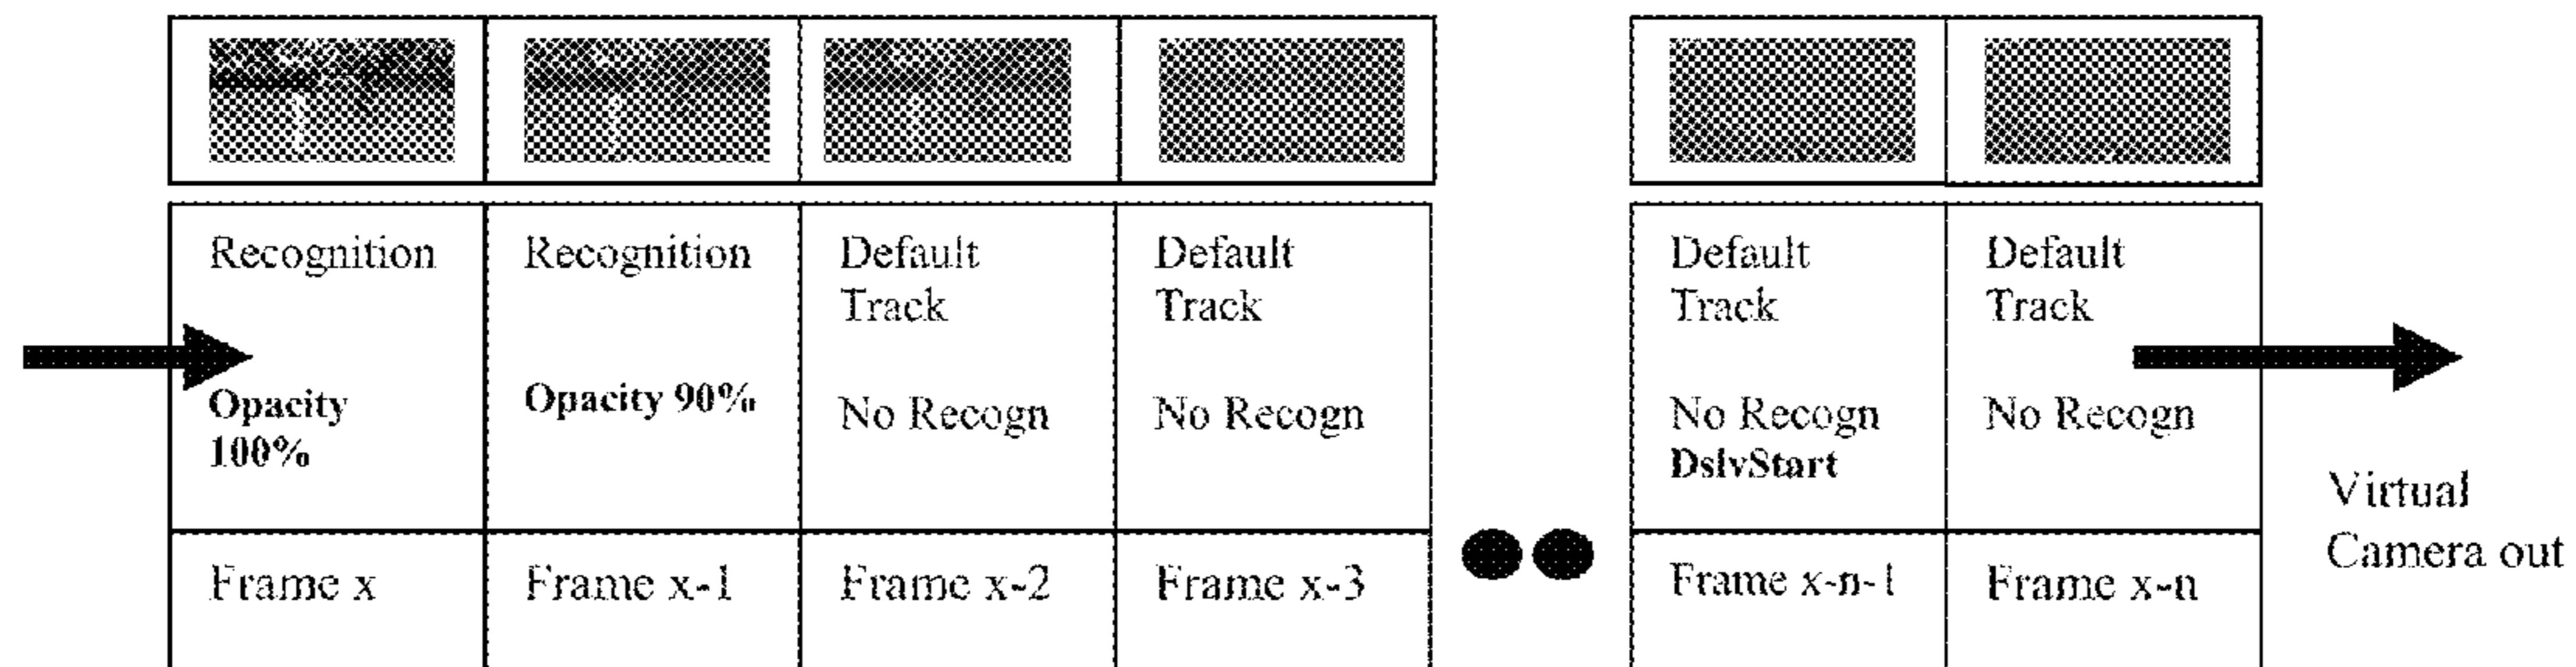 Recognition
Opacity
100%
Frame x
Recognition
Opacity 90%
Frame x-1
Default
Track
No Recogn
Frame x-2
Default
Track
No Recogn
Frame x-3
Default
Track
No Recogn
DslvStart
Frame x-n-1
Default
Track
No Recogn
Frame x-n
Virtual
Camera out